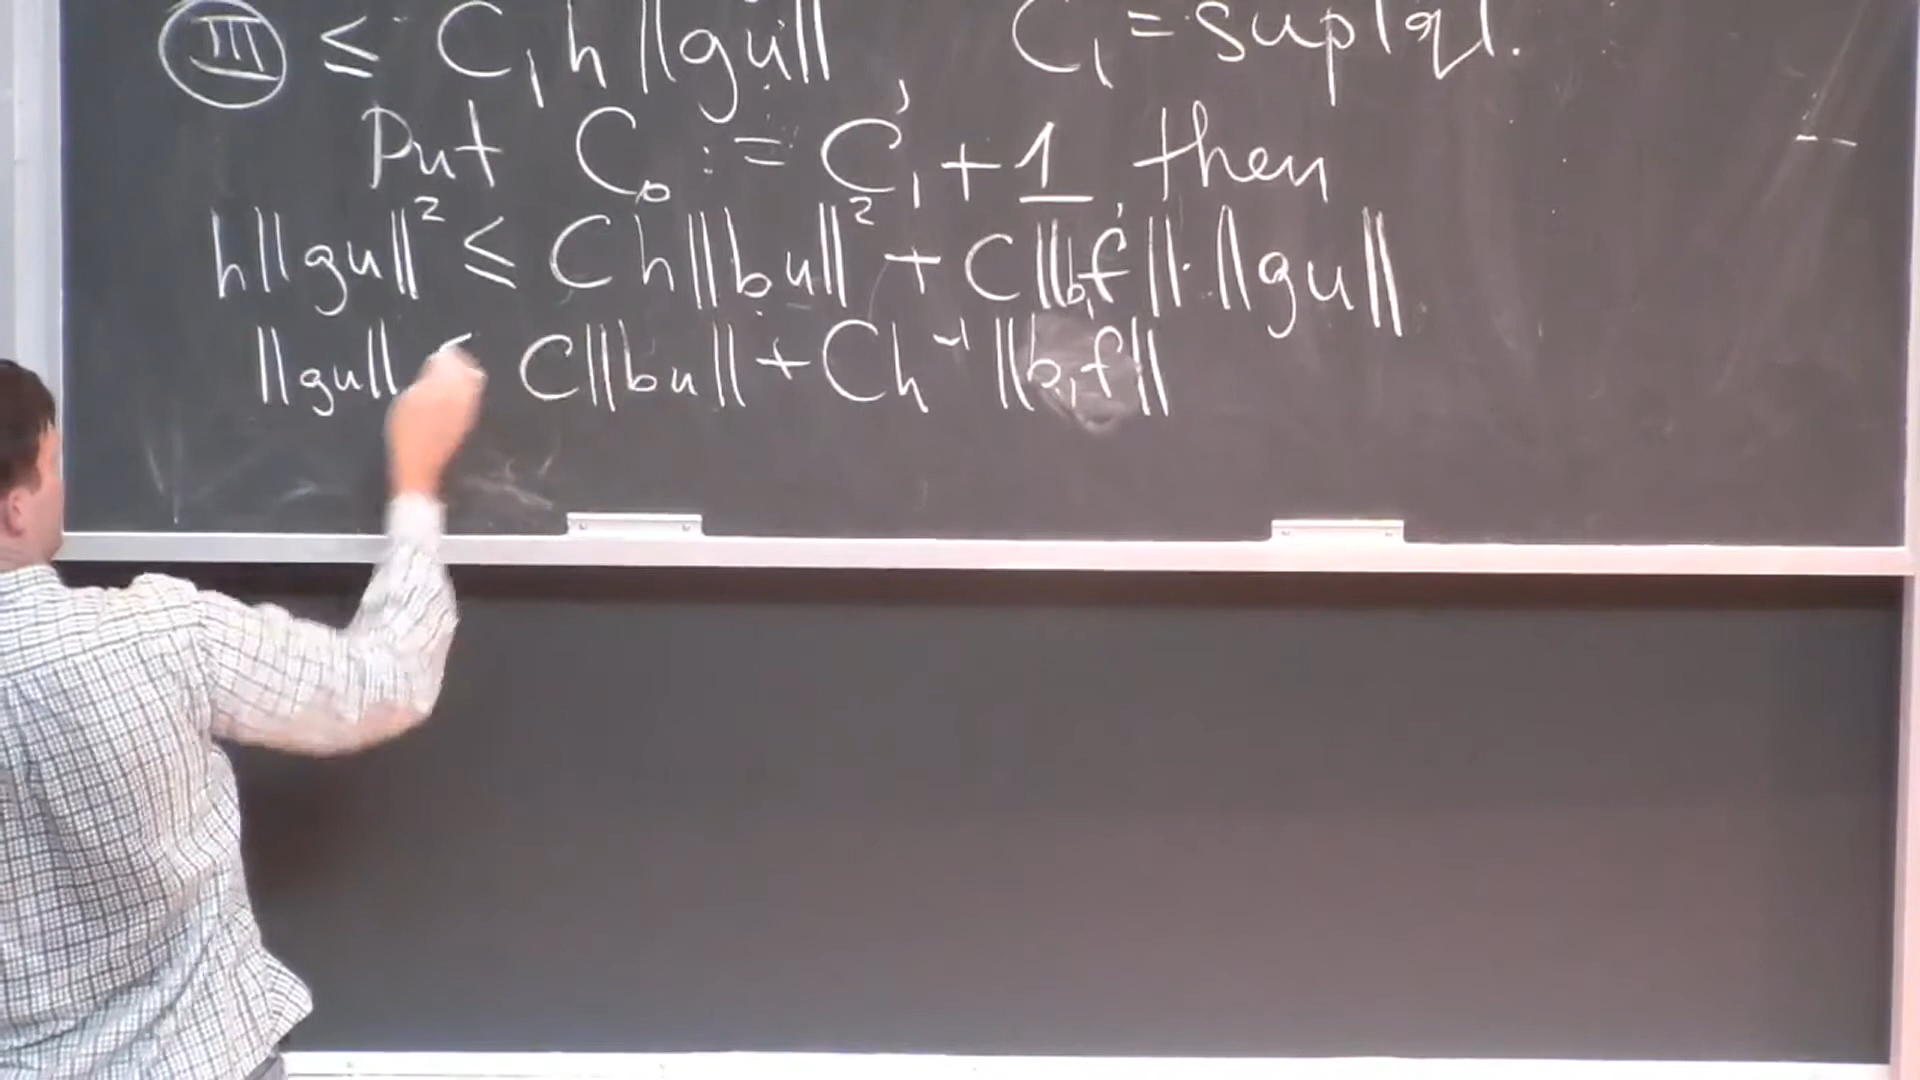 Ⅲ ≤ C₁h‖gu‖, C₁ = sup|q|.
Put C₀ := C₁ + 1, then
h‖gu‖² ≤ Ch‖bu‖² + C‖b₁f‖·‖gu‖
‖gu‖ ≤ C‖bu‖ + Ch⁻¹‖b₁f‖